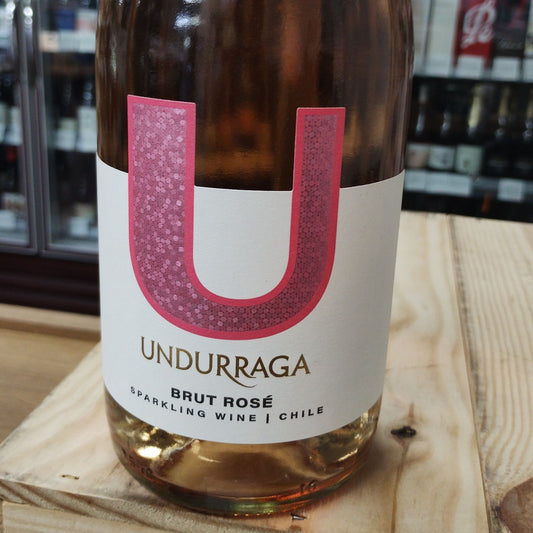 U
UNDURRAGA
BRUT ROSÉ
SPARKLING WINE | CHILE